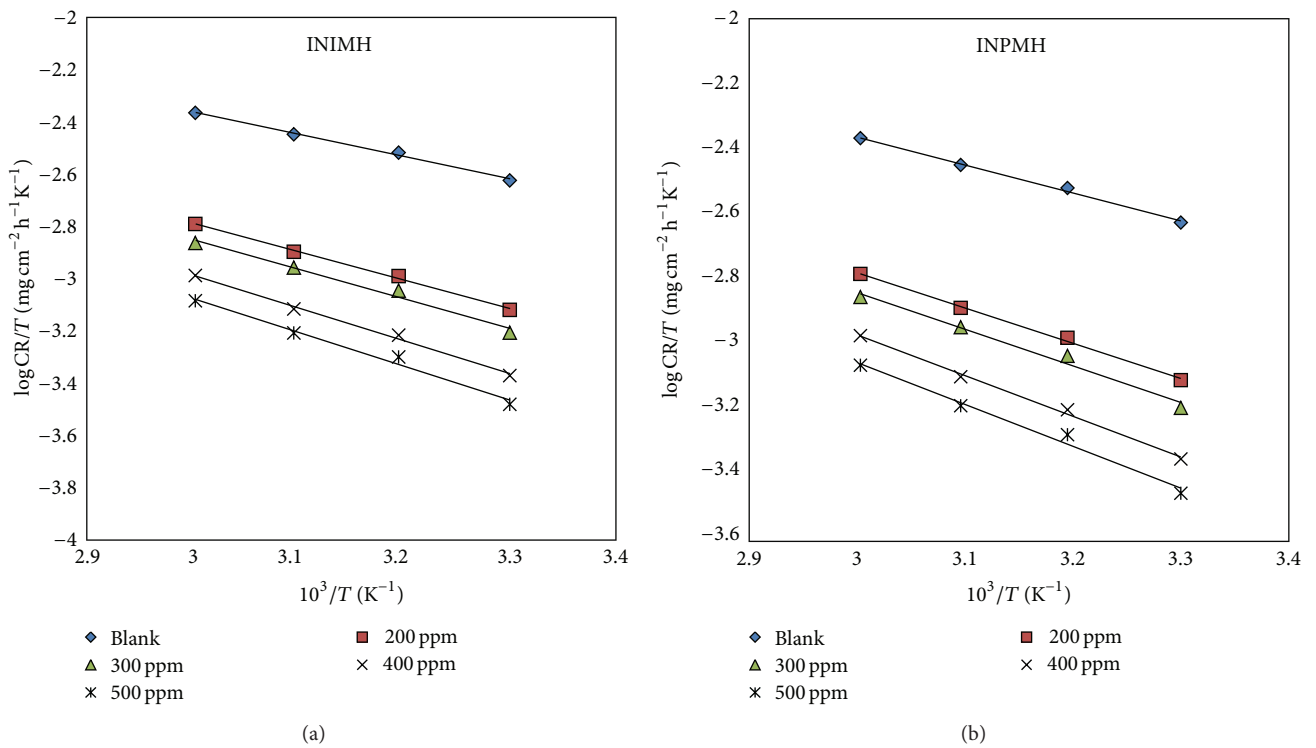 INIMH
−2
−2.2
−2.4
−2.6
−2.8
−3
−3.2
−3.4
−3.6
−3.8
−4
log CR/T (mg cm⁻² h⁻¹K⁻¹)
2.9
3
3.1
3.2
3.3
3.4
10³/T (K⁻¹)
Blank
200 ppm
300 ppm
400 ppm
500 ppm
(a)
INPMH
−2
−2.2
−2.4
−2.6
−2.8
−3
−3.2
−3.4
−3.6
log CR/T (mg cm⁻² h⁻¹K⁻¹)
2.9
3
3.1
3.2
3.3
3.4
10³/T (K⁻¹)
Blank
200 ppm
300 ppm
400 ppm
500 ppm
(b)